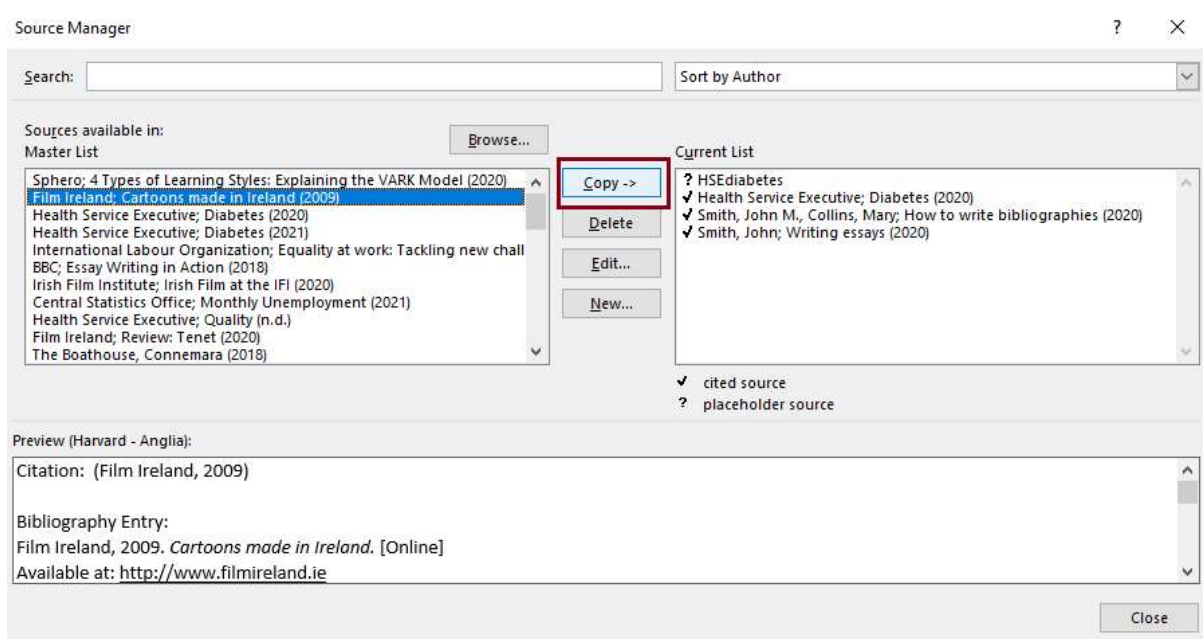 Source Manager
?
Search:
Sort by Author
Sources available in:
Master List
Browse...
Sphero; 4 Types of Learning Styles: Explaining the VARK Model (2020)
Film Ireland; Cartoons made in Ireland (2009)
Health Service Executive; Diabetes (2020)
Health Service Executive; Diabetes (2021)
International Labour Organization; Equality at work: Tackling new chall
BBC; Essay Writing in Action (2018)
Irish Film Institute; Irish Film at the IFI (2020)
Central Statistics Office; Monthly Unemployment (2021)
Health Service Executive; Quality (n.d.)
Film Ireland; Review: Tenet (2020)
The Boathouse, Connemara (2018)
Copy ->
Delete
Edit...
New...
Current List
? HSEdiabetes
✓ Health Service Executive; Diabetes (2020)
✓ Smith, John M., Collins, Mary; How to write bibliographies (2020)
✓ Smith, John; Writing essays (2020)
✓ cited source
? placeholder source
Preview (Harvard - Anglia):
Citation: (Film Ireland, 2009)
Bibliography Entry:
Film Ireland, 2009. Cartoons made in Ireland. [Online]
Available at: http://www.filmireland.ie
Close